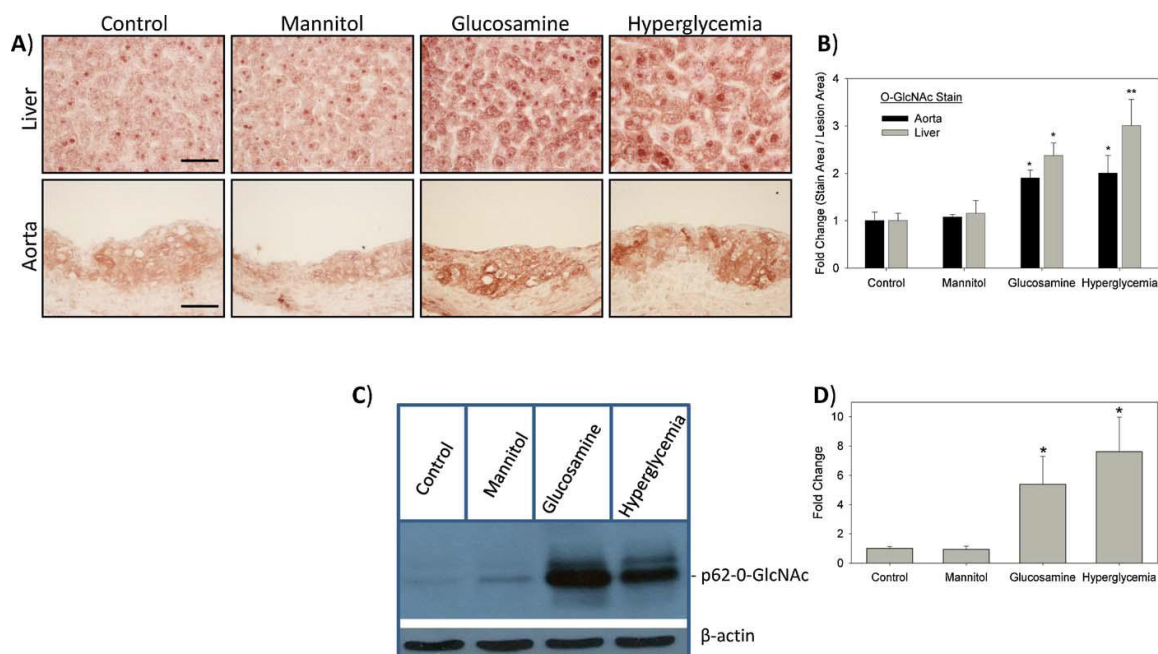 Control Mannitol Glucosamine Hyperglycemia
A)
Liver
Aorta
B)
Fold Change (Stain Area / Lesion Area)
4
3
2
1
0
O-GlcNAc Stain
Aorta
Liver
* * * **
Control Mannitol Glucosamine Hyperglycemia
C)
Control Mannitol Glucosamine Hyperglycemia
- p62-0-GlcNAc
β-actin
D)
Fold Change
10
8
6
4
2
0
* *
Control Mannitol Glucosamine Hyperglycemia